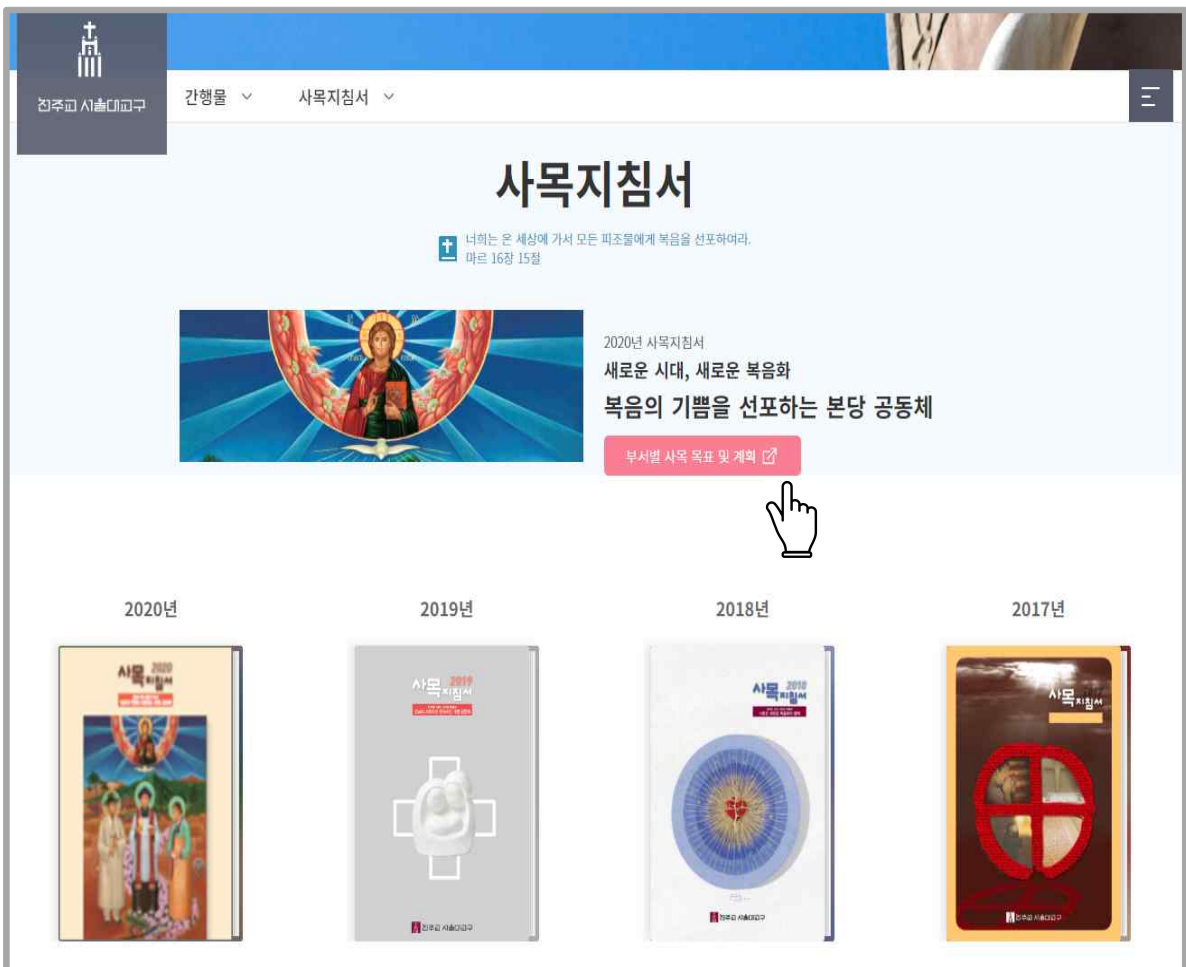 천주교 서울대교구
간행물
사목지침서
사목지침서
너희는 온 세상에 가서 모든 피조물에게 복음을 선포하여라.
마르 16장 15절
2020년 사목지침서
새로운 시대, 새로운 복음화
복음의 기쁨을 선포하는 본당 공동체
부서별 사목 목표 및 계획
2020년
2019년
2018년
2017년
사목 2020
지침서
사목 2019
지침서
사목 2018
지침서
사목
지침서
천주교 서울대교구
천주교 서울대교구
천주교 서울대교구